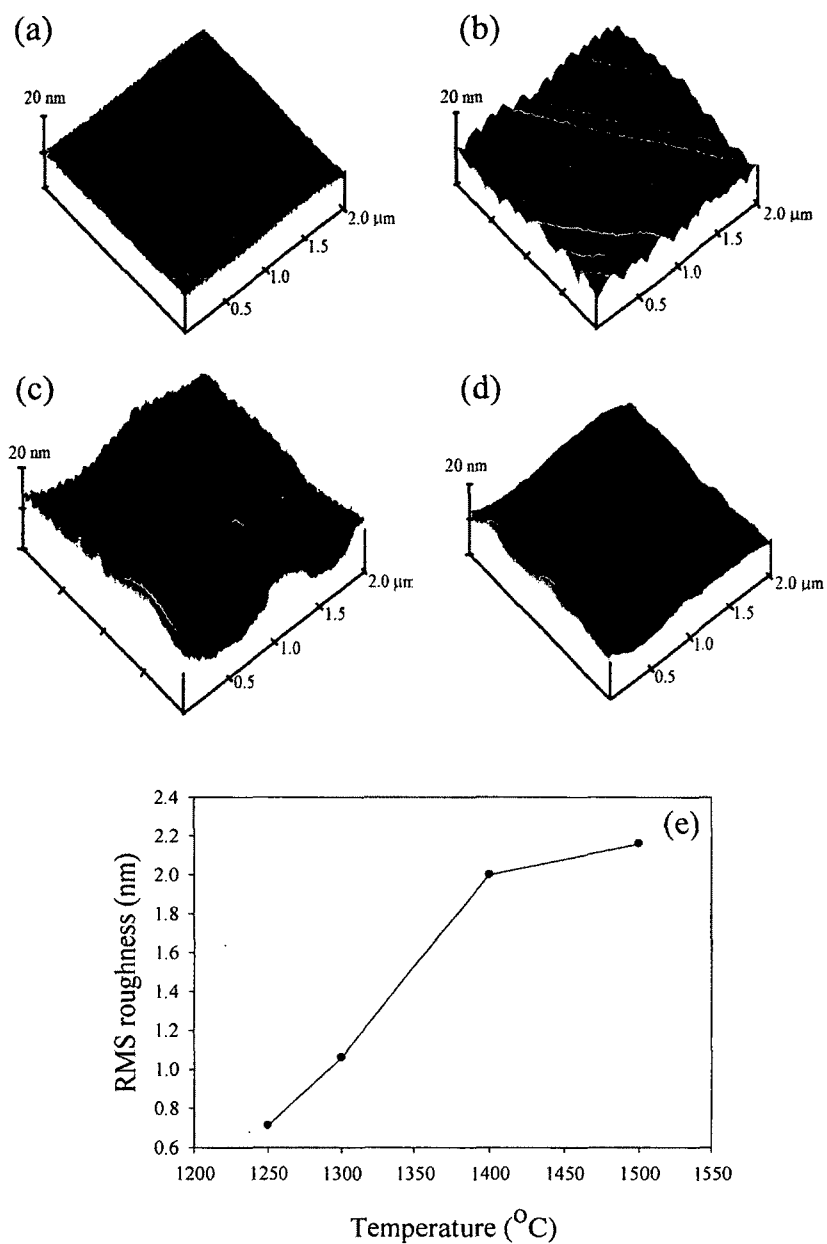 (a)
20 nm
2.0 μm
1.5
1.0
0.5
(b)
20 nm
2.0 μm
1.5
1.0
0.5
(c)
20 nm
2.0 μm
1.5
1.0
0.5
(d)
20 nm
2.0 μm
1.5
1.0
0.5
(e)
RMS roughness (nm)
2.4
2.2
2.0
1.8
1.6
1.4
1.2
1.0
0.8
0.6
1200 1250 1300 1350 1400 1450 1500 1550
Temperature (°C)